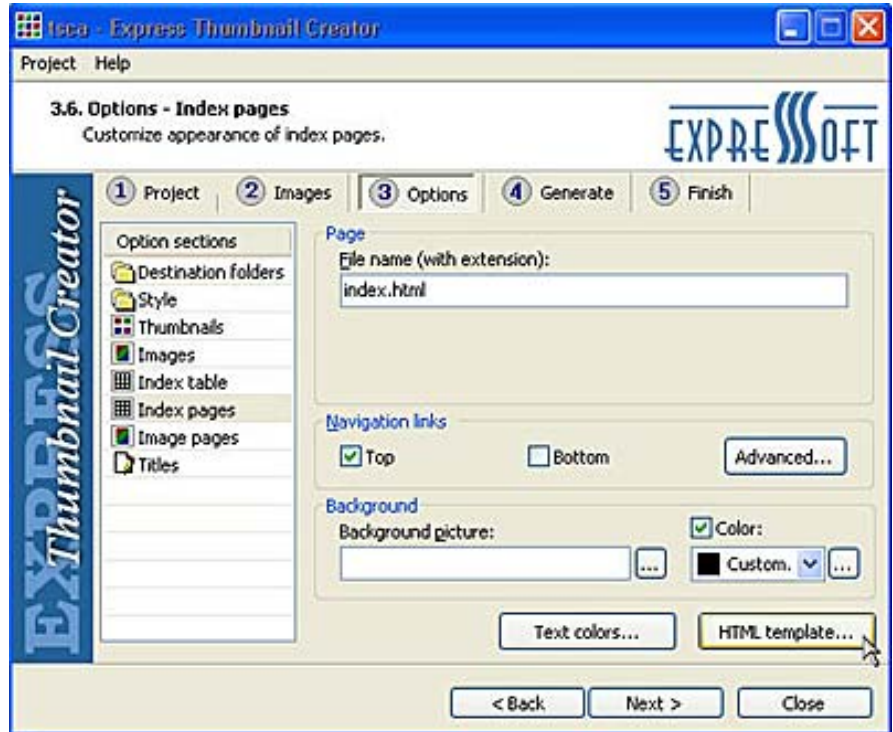 tsca - Express Thumbnail Creator
Project Help
3.6. Options - Index pages
Customize appearance of index pages.
EXPRESSSOFT
1 Project 2 Images 3 Options 4 Generate 5 Finish
EXPRESS
Thumbnail Creator
Option sections
Destination folders
Style
Thumbnails
Images
Index table
Index pages
Image pages
Titles
Page
File name (with extension):
index.html
Navigation links
Top Bottom Advanced...
Background
Background picture: Color:
... Custom. ...
Text colors... HTML template...
< Back Next > Close